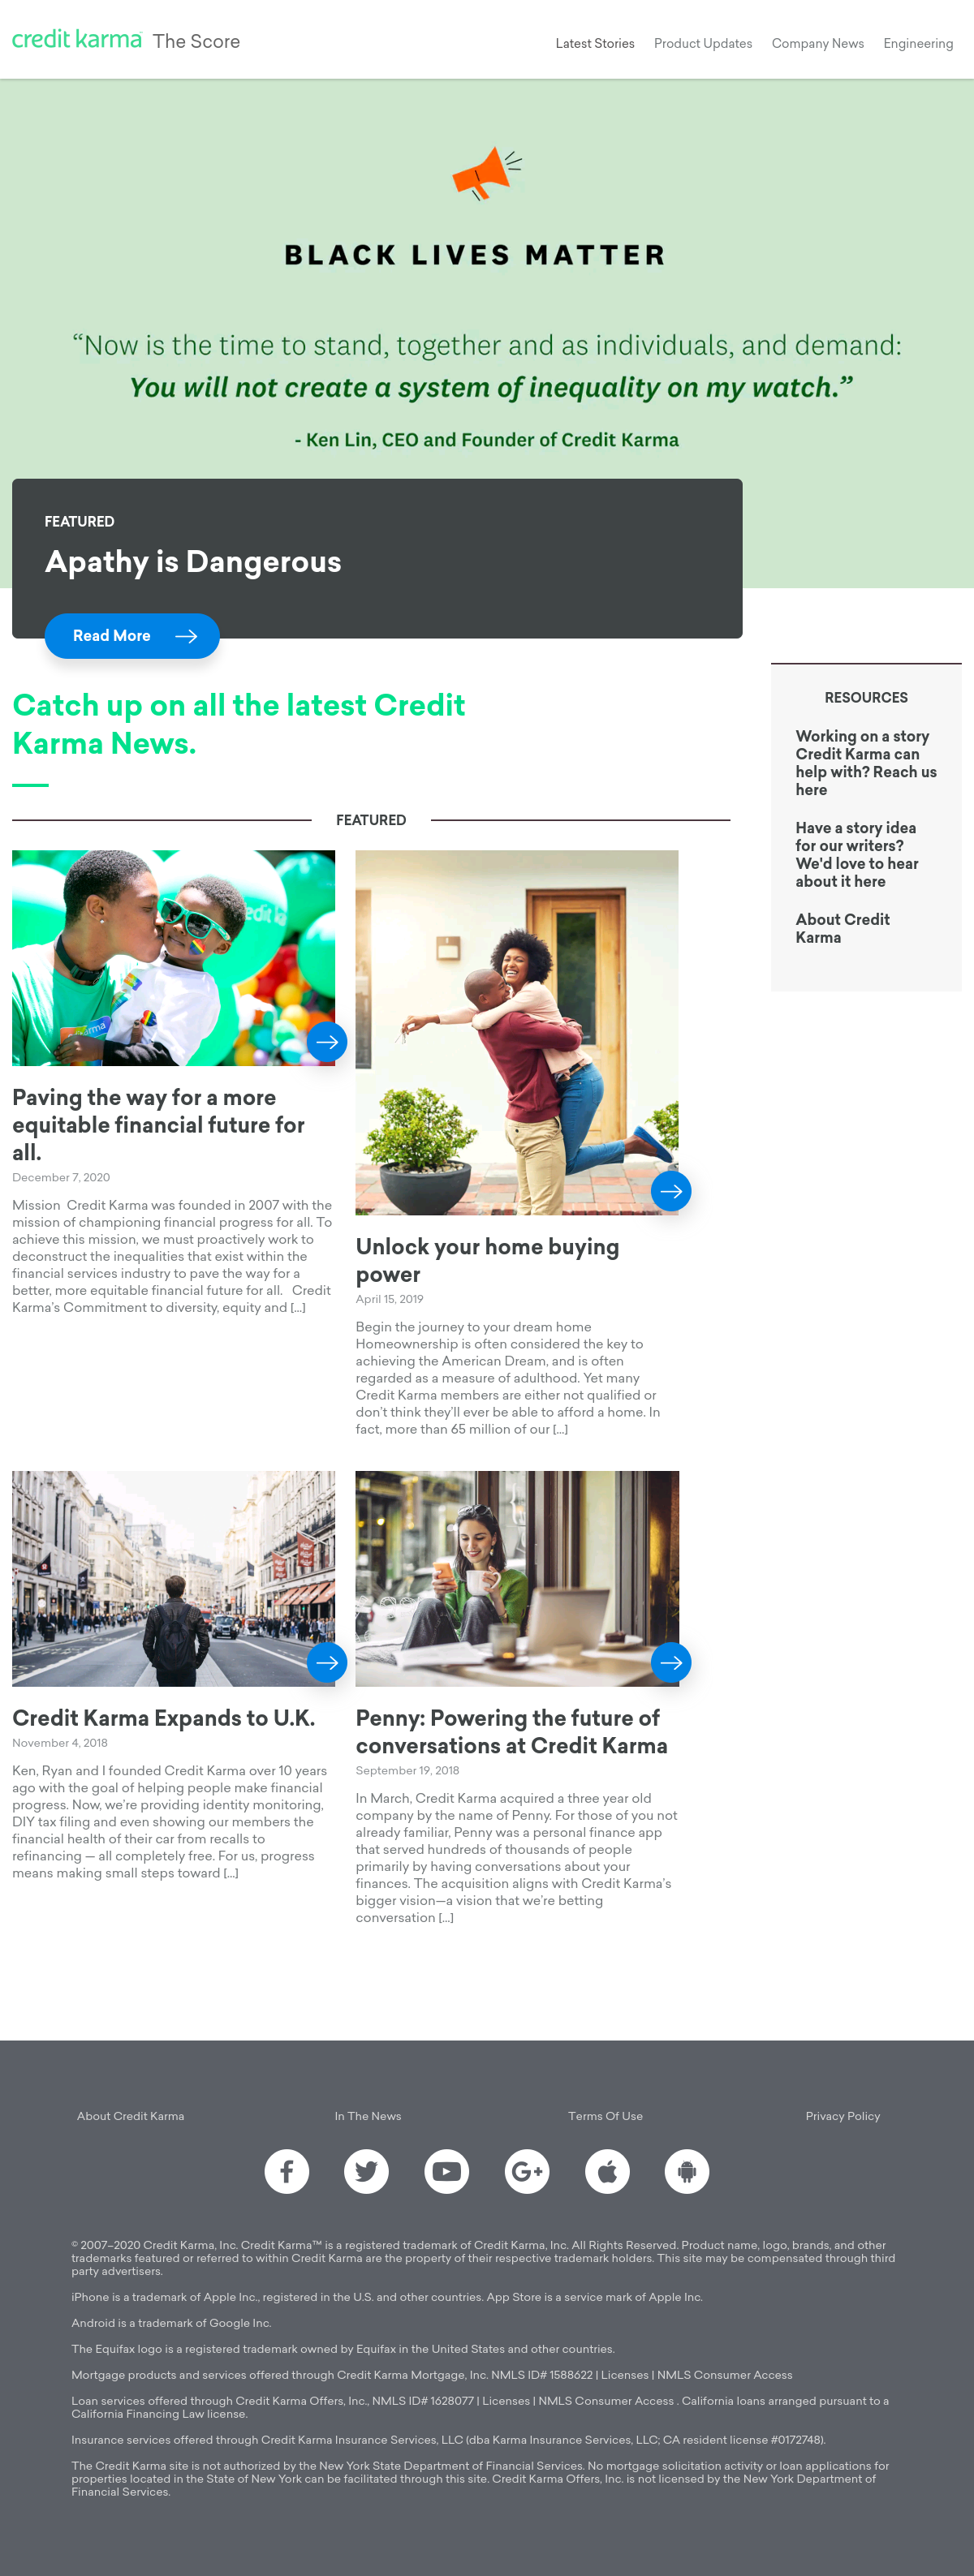 credit karma The Score
Latest Stories Product Updates Company News Engineering
BLACK LIVES MATTER
“Now is the time to stand, together and as individuals, and demand:
You will not create a system of inequality on my watch.”
- Ken Lin, CEO and Founder of Credit Karma
FEATURED
Apathy is Dangerous
Read More
Catch up on all the latest Credit
Karma News.
FEATURED
Paving the way for a more
equitable financial future for
all.
December 7, 2020
Mission  Credit Karma was founded in 2007 with the
mission of championing financial progress for all. To
achieve this mission, we must proactively work to
deconstruct the inequalities that exist within the
financial services industry to pave the way for a
better, more equitable financial future for all.   Credit
Karma’s Commitment to diversity, equity and [...]
Unlock your home buying
power
April 15, 2019
Begin the journey to your dream home
Homeownership is often considered the key to
achieving the American Dream, and is often
regarded as a measure of adulthood. Yet many
Credit Karma members are either not qualified or
don’t think they’ll ever be able to afford a home. In
fact, more than 65 million of our [...]
Credit Karma Expands to U.K.
November 4, 2018
Ken, Ryan and I founded Credit Karma over 10 years
ago with the goal of helping people make financial
progress. Now, we’re providing identity monitoring,
DIY tax filing and even showing our members the
financial health of their car from recalls to
refinancing — all completely free. For us, progress
means making small steps toward [...]
Penny: Powering the future of
conversations at Credit Karma
September 19, 2018
In March, Credit Karma acquired a three year old
company by the name of Penny. For those of you not
already familiar, Penny was a personal finance app
that served hundreds of thousands of people
primarily by having conversations about your
finances. The acquisition aligns with Credit Karma’s
bigger vision—a vision that we’re betting
conversation [...]
RESOURCES
Working on a story
Credit Karma can
help with? Reach us
here
Have a story idea
for our writers?
We'd love to hear
about it here
About Credit
Karma
About Credit Karma In The News Terms Of Use Privacy Policy
© 2007–2020 Credit Karma, Inc. Credit Karma™ is a registered trademark of Credit Karma, Inc. All Rights Reserved. Product name, logo, brands, and other
trademarks featured or referred to within Credit Karma are the property of their respective trademark holders. This site may be compensated through third
party advertisers.
iPhone is a trademark of Apple Inc., registered in the U.S. and other countries. App Store is a service mark of Apple Inc.
Android is a trademark of Google Inc.
The Equifax logo is a registered trademark owned by Equifax in the United States and other countries.
Mortgage products and services offered through Credit Karma Mortgage, Inc. NMLS ID# 1588622 | Licenses | NMLS Consumer Access
Loan services offered through Credit Karma Offers, Inc., NMLS ID# 1628077 | Licenses | NMLS Consumer Access . California loans arranged pursuant to a
California Financing Law license.
Insurance services offered through Credit Karma Insurance Services, LLC (dba Karma Insurance Services, LLC; CA resident license #0172748).
The Credit Karma site is not authorized by the New York State Department of Financial Services. No mortgage solicitation activity or loan applications for
properties located in the State of New York can be facilitated through this site. Credit Karma Offers, Inc. is not licensed by the New York Department of
Financial Services.